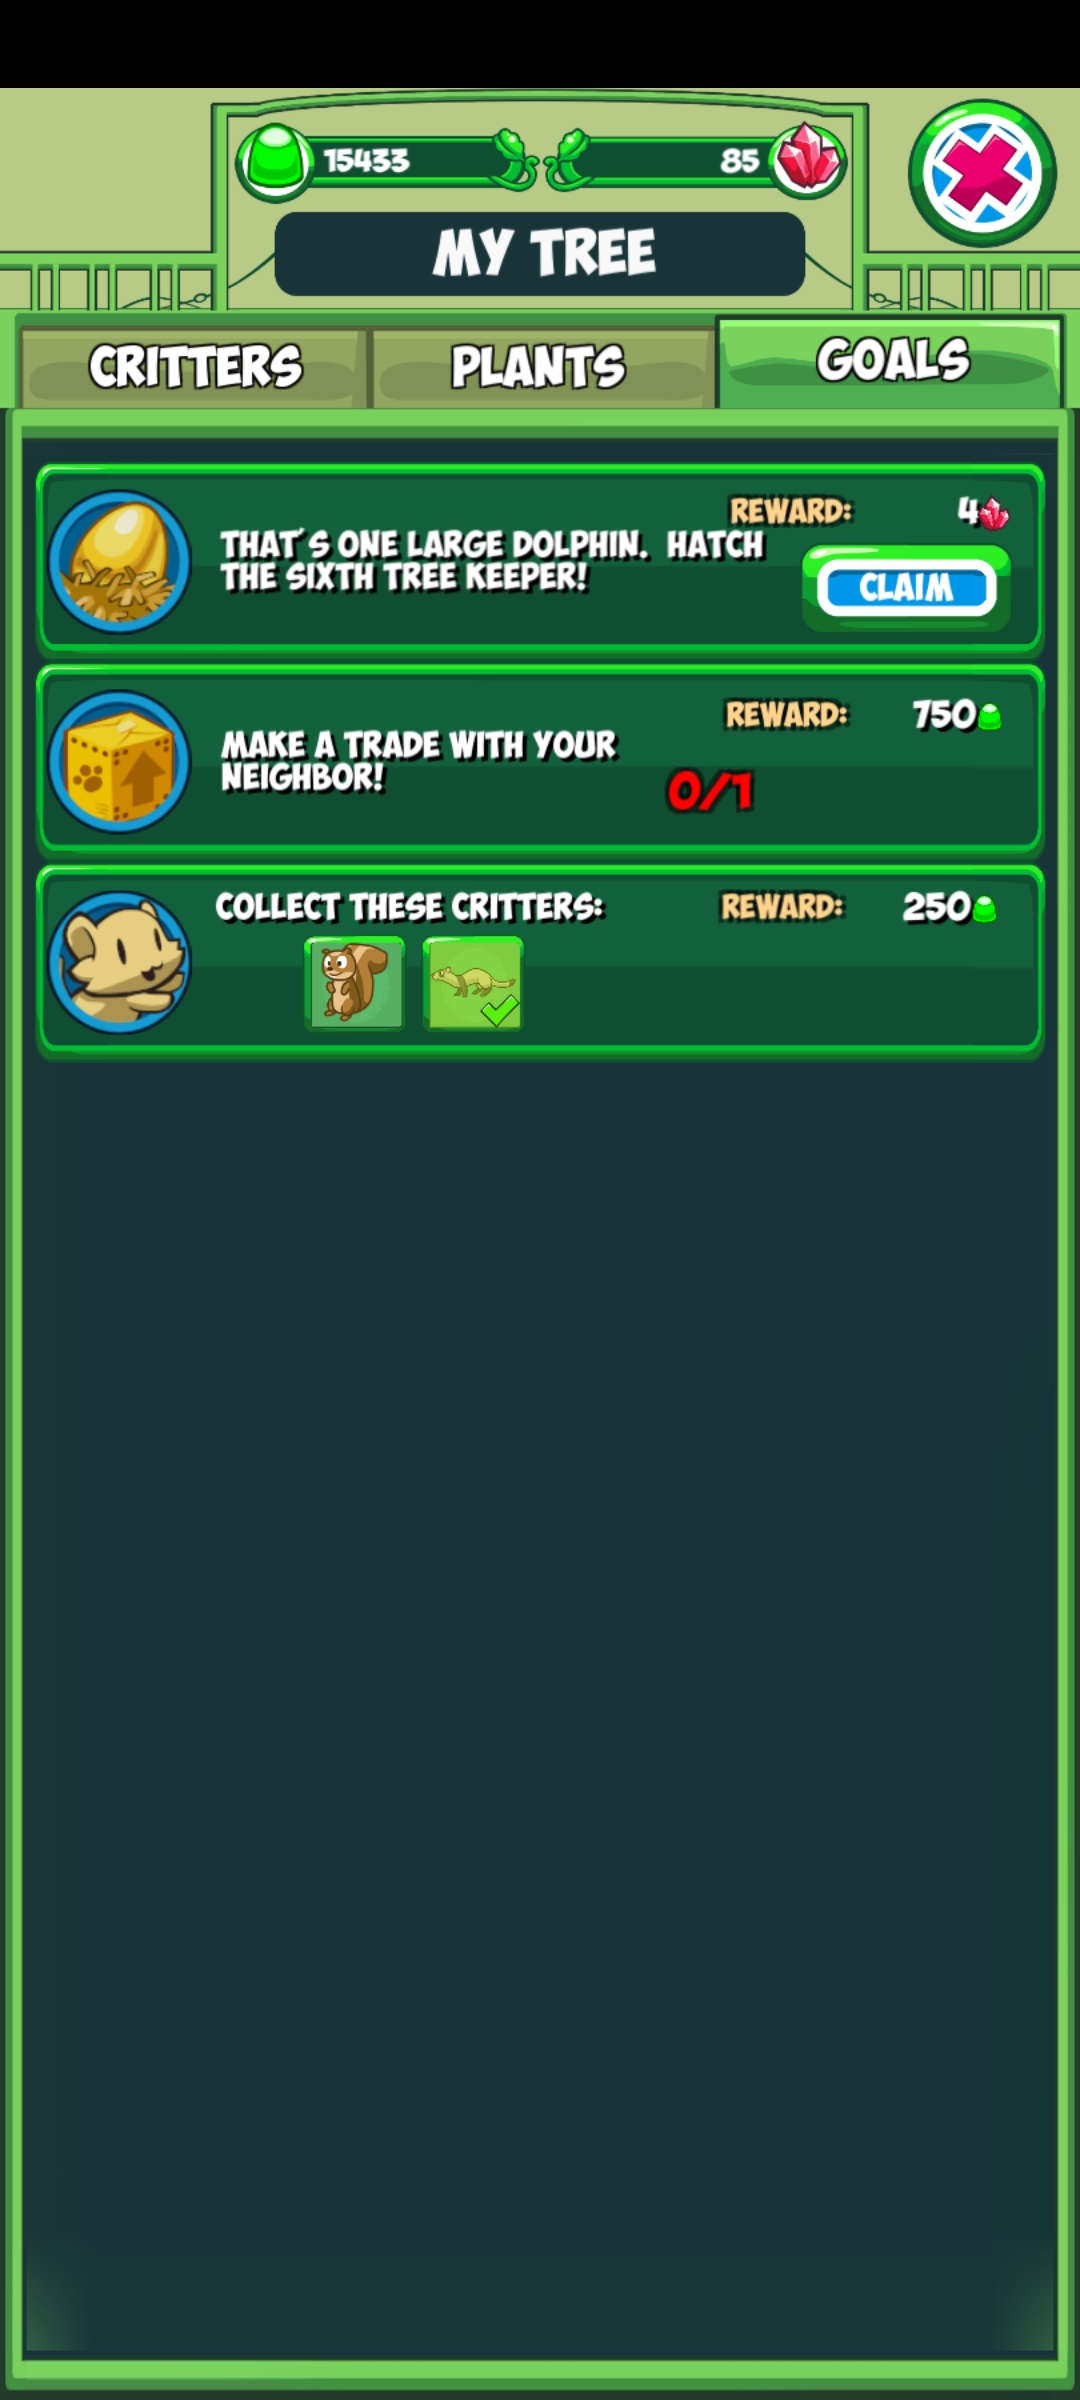 15433
85
MY TREE
CRITTERS
PLANTS
GOALS
REWARD: 4
THAT'S ONE LARGE DOLPHIN. HATCH
THE SIXTH TREE KEEPER!
CLAIM
REWARD: 750
MAKE A TRADE WITH YOUR
NEIGHBOR!
0/1
COLLECT THESE CRITTERS:
REWARD: 250